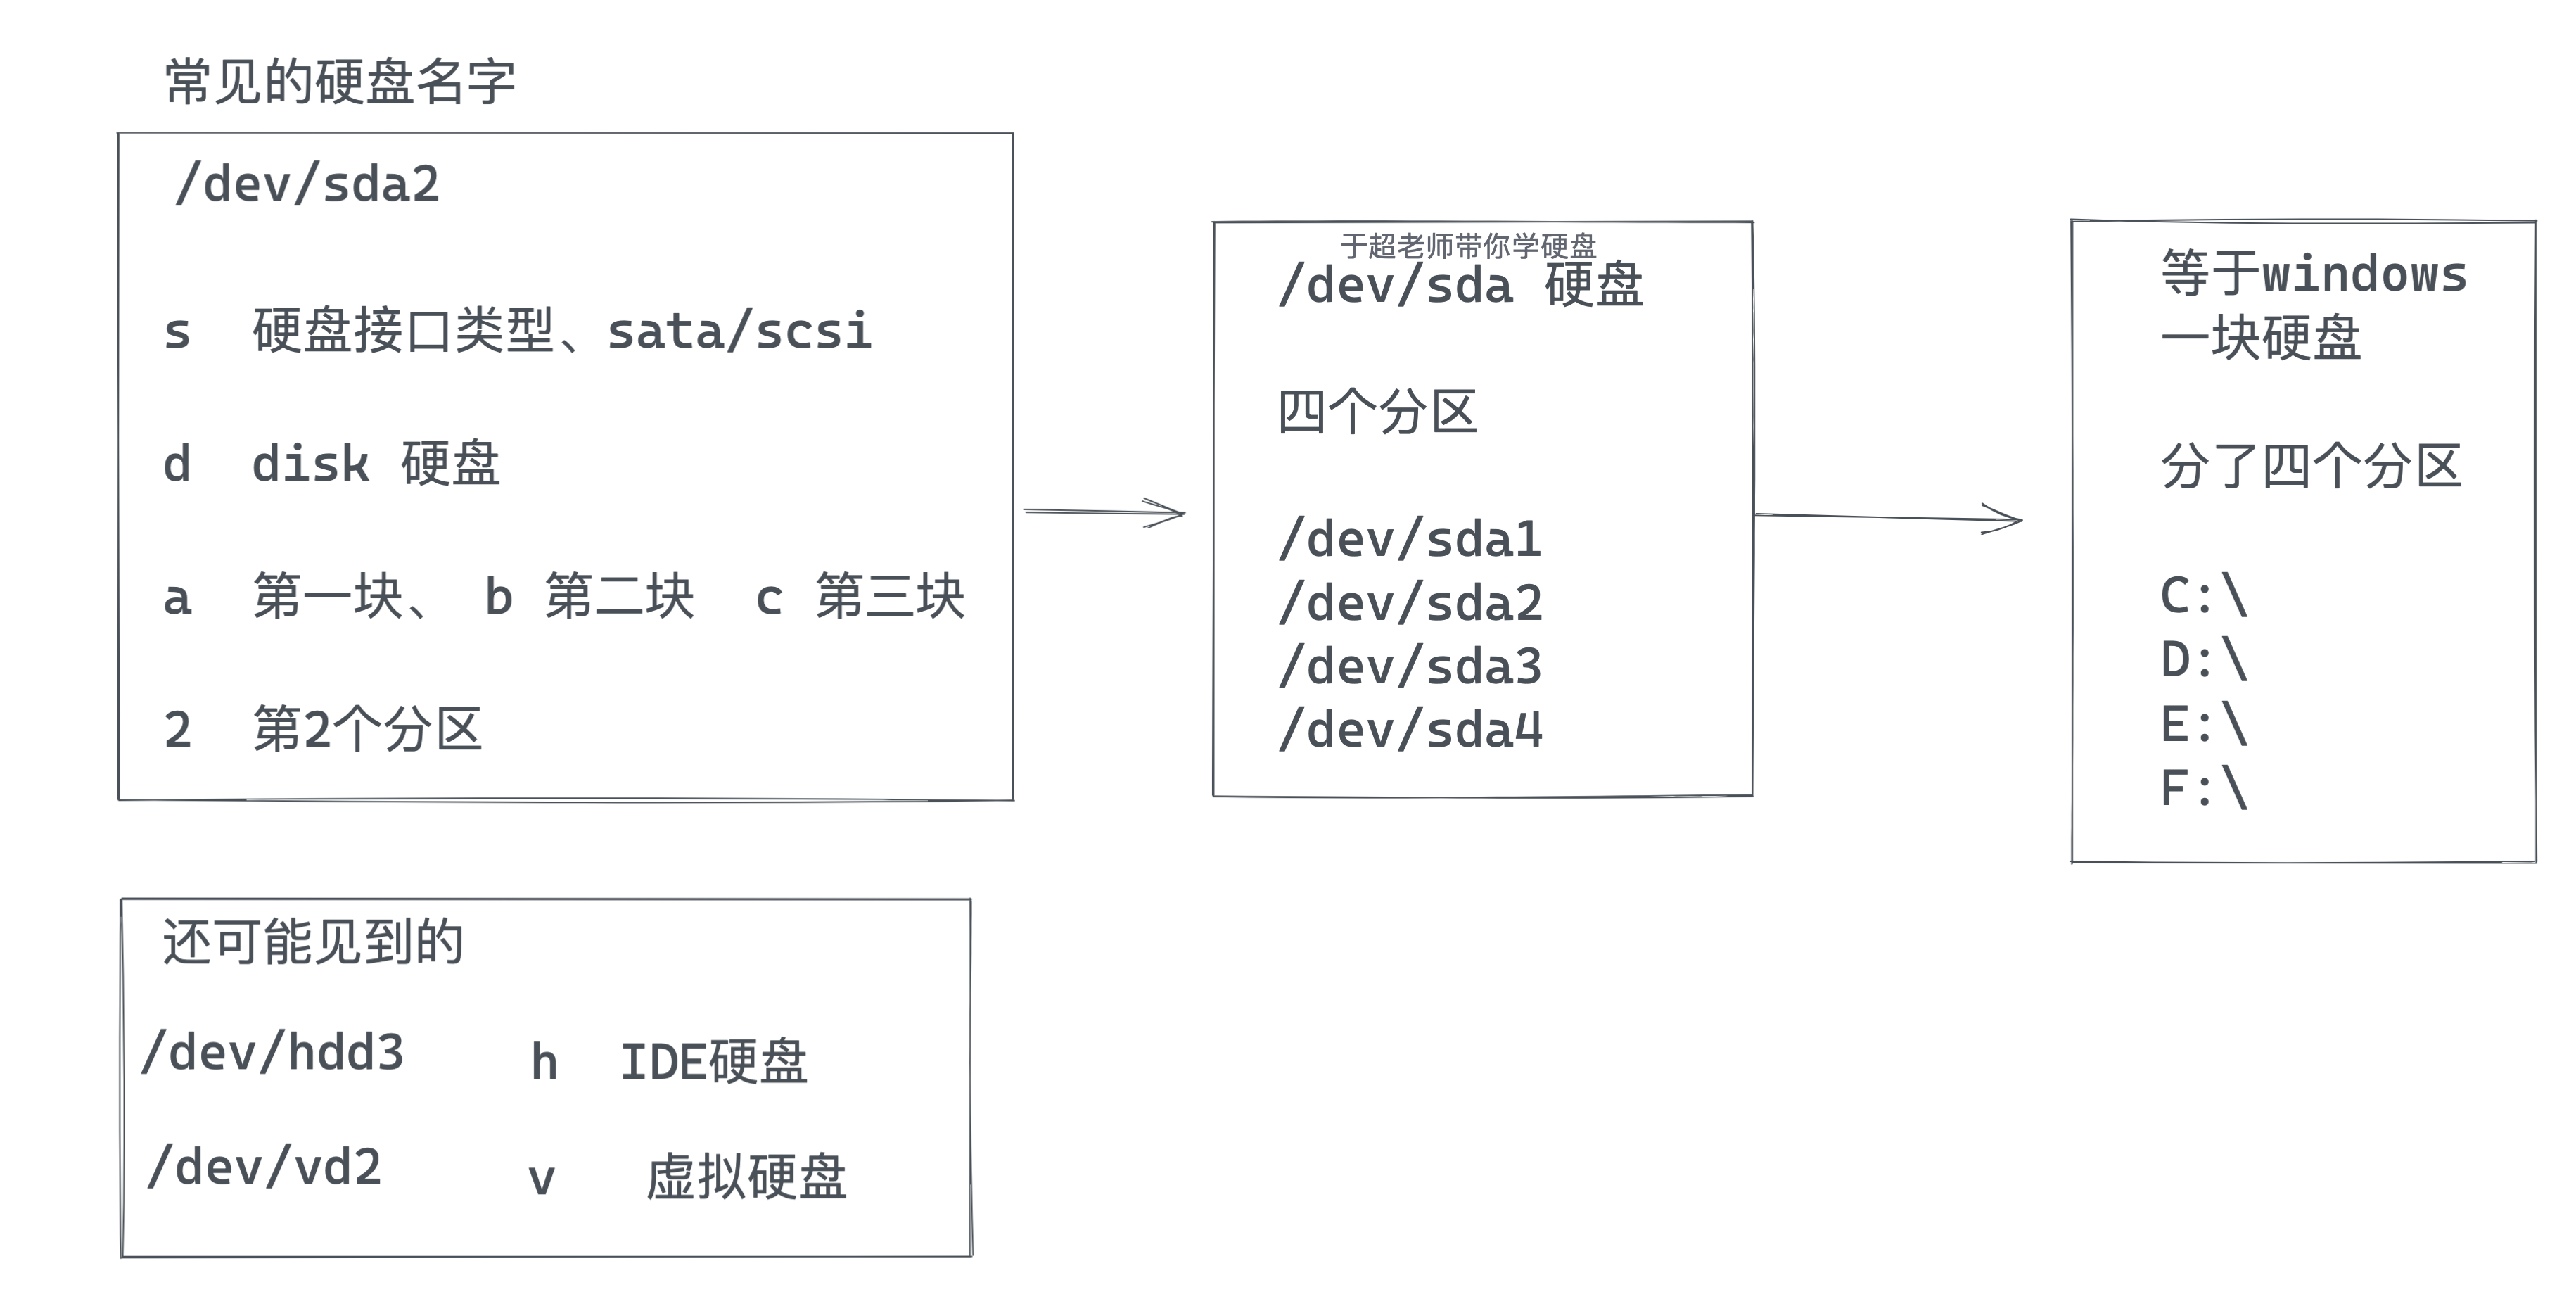 常见的硬盘名字
/dev/sda2
s 硬盘接口类型、sata/scsi
d disk 硬盘
a 第一块、 b 第二块 c 第三块
2 第2个分区
于超老师带你学硬盘
/dev/sda 硬盘
四个分区
/dev/sda1
/dev/sda2
/dev/sda3
/dev/sda4
等于windows
一块硬盘
分了四个分区
C:\
D:\
E:\
F:\
还可能见到的
/dev/hdd3 h IDE硬盘
/dev/vd2 v 虚拟硬盘